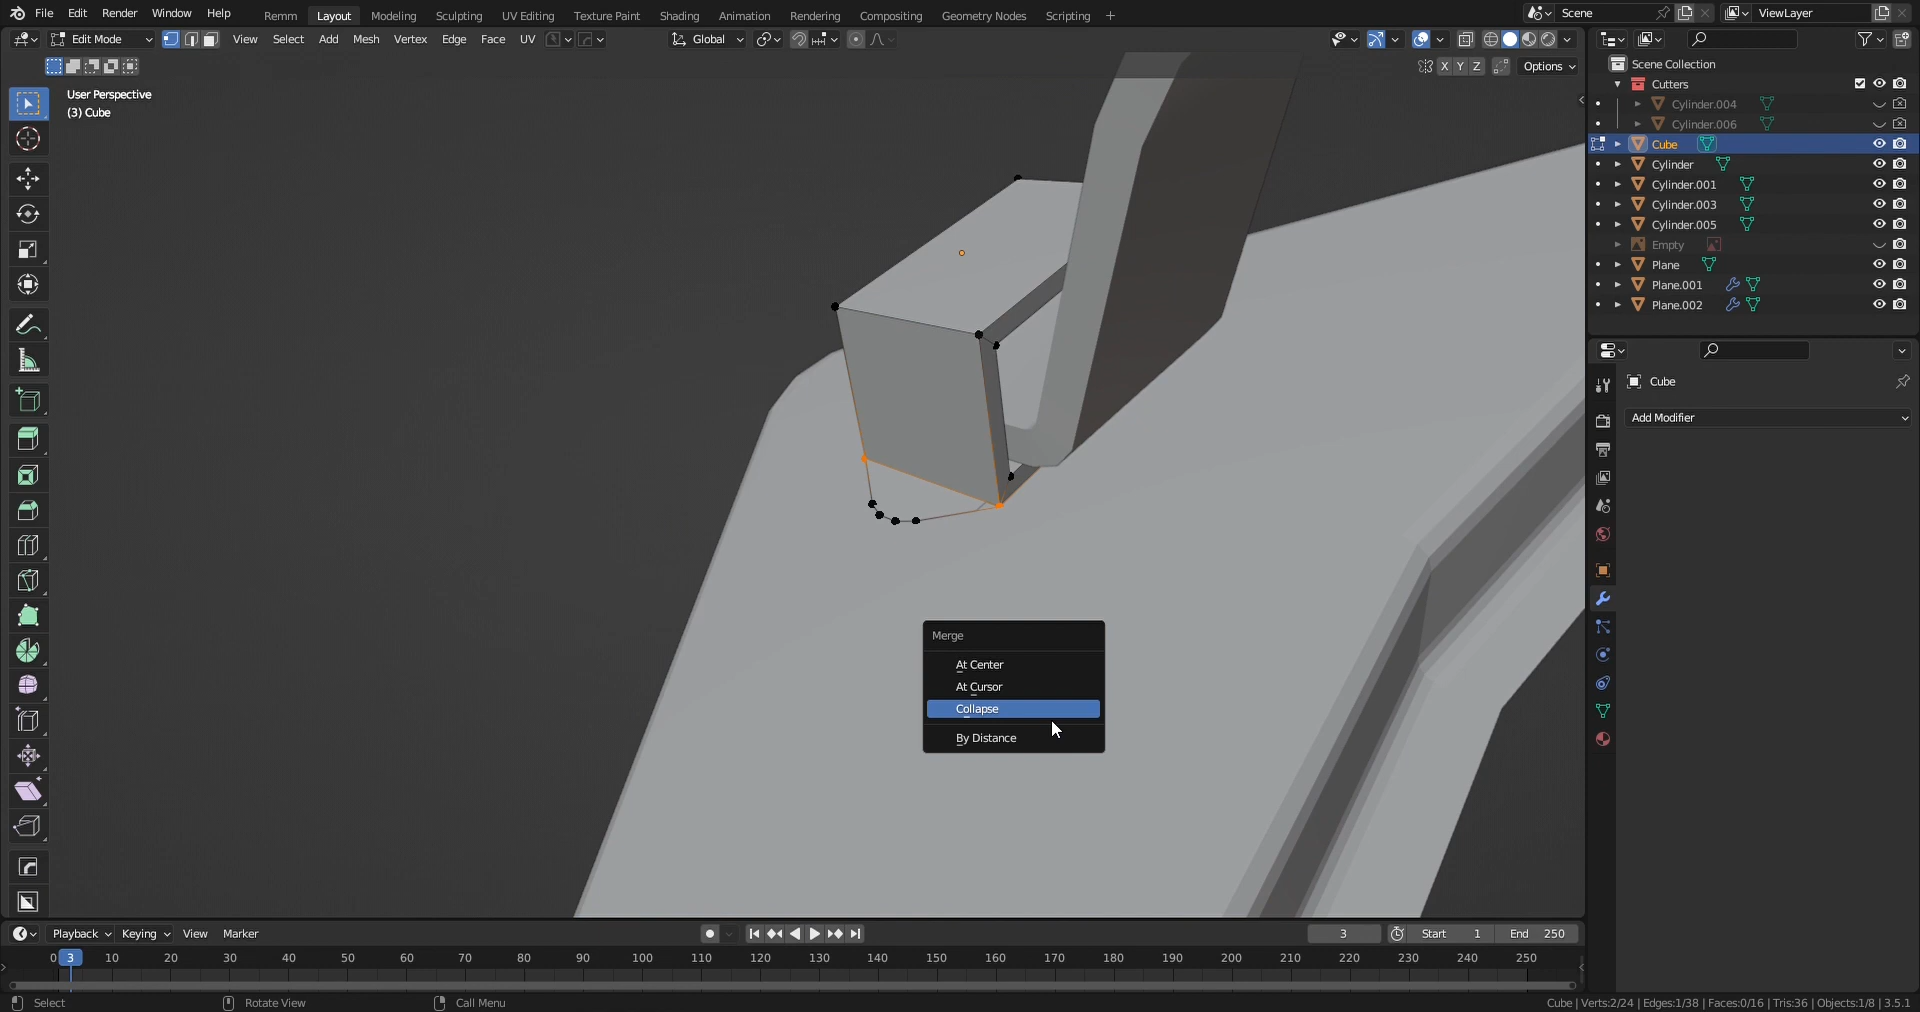 File Edit Render Window Help Remm Layout Modeling Sculpting UV Editing Texture Paint Shading Animation Rendering Compositing Geometry Nodes Scripting + Scene ViewLayer
Edit Mode View Select Add Mesh Vertex Edge Face UV Global
X Y Z Options
User Perspective
(3) Cube
Scene Collection
Cutters
Cylinder.004
Cylinder.006
Cube
Cylinder
Cylinder.001
Cylinder.003
Cylinder.005
Empty
Plane
Plane.001
Plane.002
Cube
Add Modifier
Merge
At Center
At Cursor
Collapse
By Distance
Playback Keying View Marker 3 Start 1 End 250
0 3 10 20 30 40 50 60 70 80 90 100 110 120 130 140 150 160 170 180 190 200 210 220 230 240 250
Select Rotate View Call Menu Cube | Verts:2/24 | Edges:1/38 | Faces:0/16 | Tris:36 | Objects:1/8 | 3.5.1